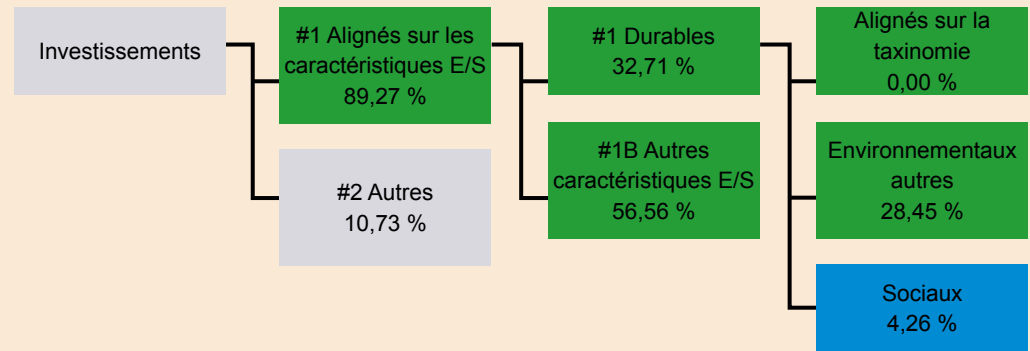 Investissements
#1 Alignés sur les
caractéristiques E/S
89,27 %
#2 Autres
10,73 %
#1 Durables
32,71 %
#1B Autres
caractéristiques E/S
56,56 %
Alignés sur la
taxinomie
0,00 %
Environnementaux
autres
28,45 %
Sociaux
4,26 %